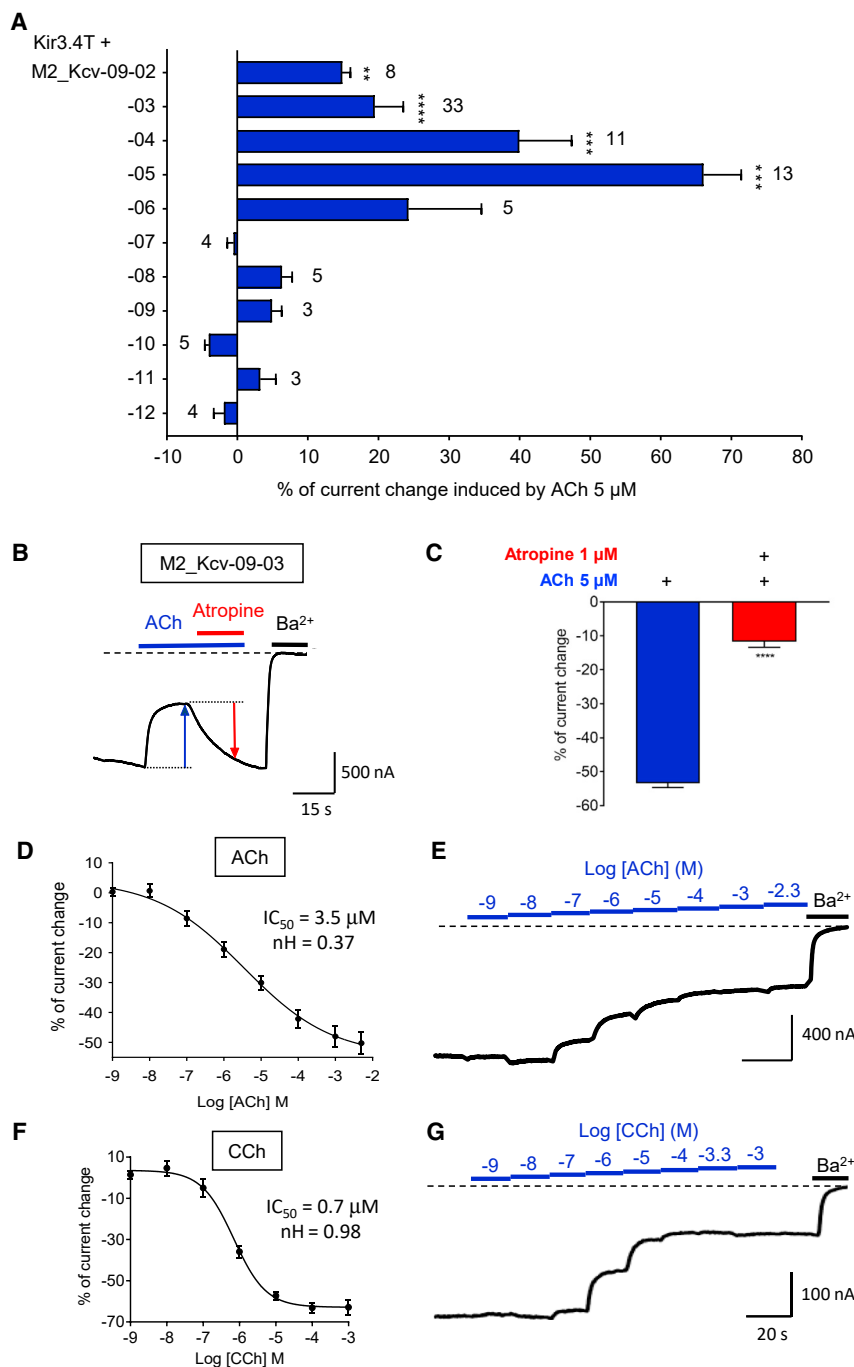 A
Kir3.4T +
M2_Kcv-09-02
** 8
-03
**** 33
-04
*** 11
-05
*** 13
-06
5
-07
4
-08
5
-09
3
-10
5
-11
3
-12
4
-10 0 10 20 30 40 50 60 70 80
% of current change induced by ACh 5 µM
B
M2_Kcv-09-03
Atropine
ACh
Ba2+
500 nA
15 s
C
Atropine 1 µM +
ACh 5 µM + +
0
-10
-20
-30
-40
-50
-60
% of current change
****
D
ACh
10
0
-10
-20
-30
-40
-50
% of current change
IC50 = 3.5 µM
nH = 0.37
-9 -8 -7 -6 -5 -4 -3 -2
Log [ACh] M
E
Log [ACh] (M)
-9 -8 -7 -6 -5 -4 -3 -2.3
Ba2+
400 nA
F
CCh
10
-10
-30
-50
-70
% of current change
IC50 = 0.7 µM
nH = 0.98
-9 -8 -7 -6 -5 -4 -3
Log [CCh] M
G
Log [CCh] (M)
-9 -8 -7 -6 -5 -4 -3.3 -3
Ba2+
100 nA
20 s